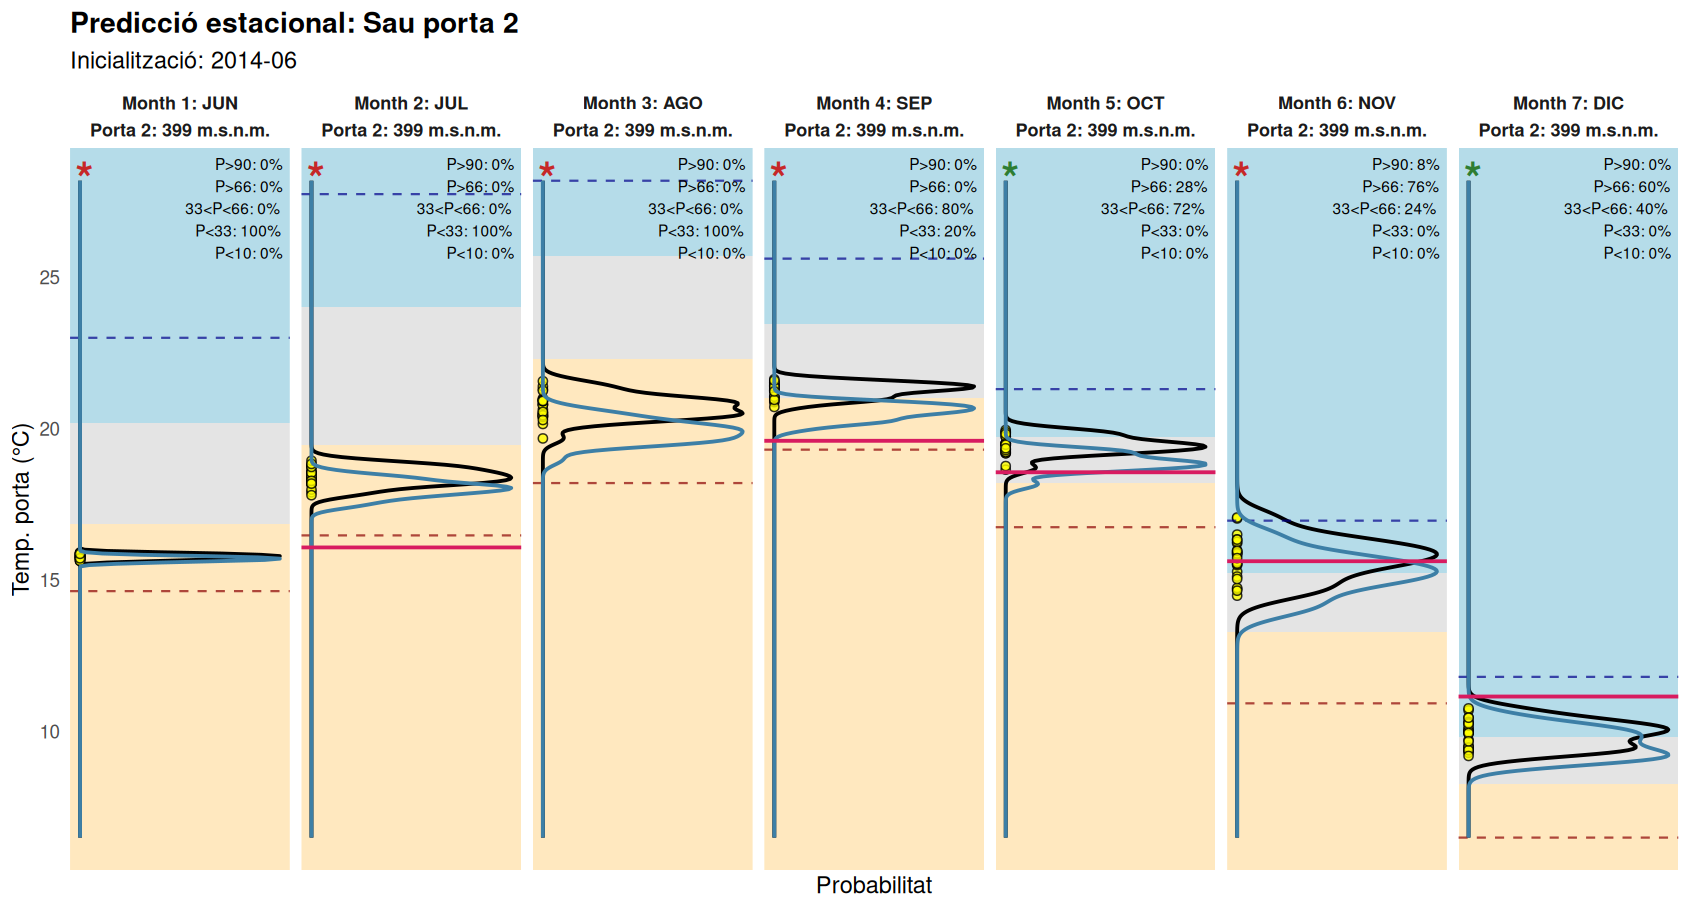 Predicció estacional: Sau porta 2
Inicialització: 2014-06
Month 1: JUN
Porta 2: 399 m.s.n.m.
Month 2: JUL
Porta 2: 399 m.s.n.m.
Month 3: AGO
Porta 2: 399 m.s.n.m.
Month 4: SEP
Porta 2: 399 m.s.n.m.
Month 5: OCT
Porta 2: 399 m.s.n.m.
Month 6: NOV
Porta 2: 399 m.s.n.m.
Month 7: DIC
Porta 2: 399 m.s.n.m.
*
P>90: 0%
P>66: 0%
33<P<66: 0%
P<33: 100%
P<10: 0%
*
P>90: 0%
P>66: 0%
33<P<66: 0%
P<33: 100%
P<10: 0%
*
P>90: 0%
P>66: 0%
33<P<66: 0%
P<33: 100%
P<10: 0%
*
P>90: 0%
P>66: 0%
33<P<66: 80%
P<33: 20%
P<10: 0%
*
P>90: 0%
P>66: 28%
33<P<66: 72%
P<33: 0%
P<10: 0%
*
P>90: 8%
P>66: 76%
33<P<66: 24%
P<33: 0%
P<10: 0%
*
P>90: 0%
P>66: 60%
33<P<66: 40%
P<33: 0%
P<10: 0%
Temp. porta (°C)
25
20
15
10
Probabilitat